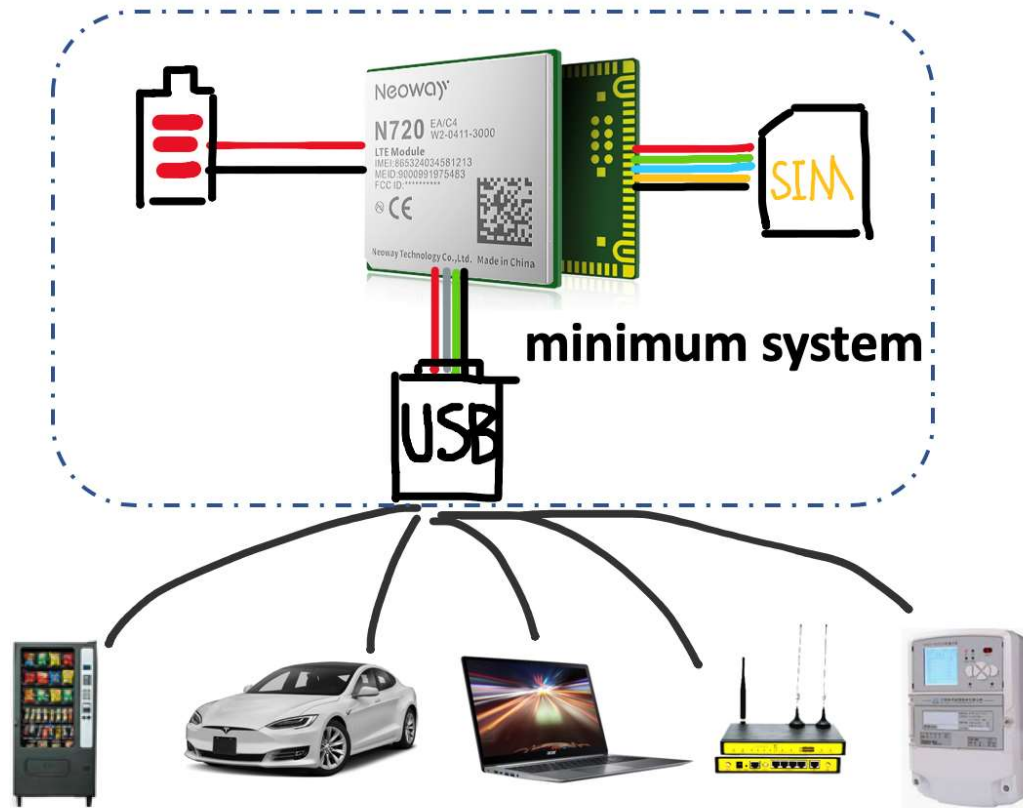 Neoway
N720 EA/C4
W2-0411-3000
LTE Module
IMEI:865324034581213
MEID:9000991975483
FCC ID:**********
CE
Neoway Technology Co.,Ltd. Made in China
SIM
minimum system
USB